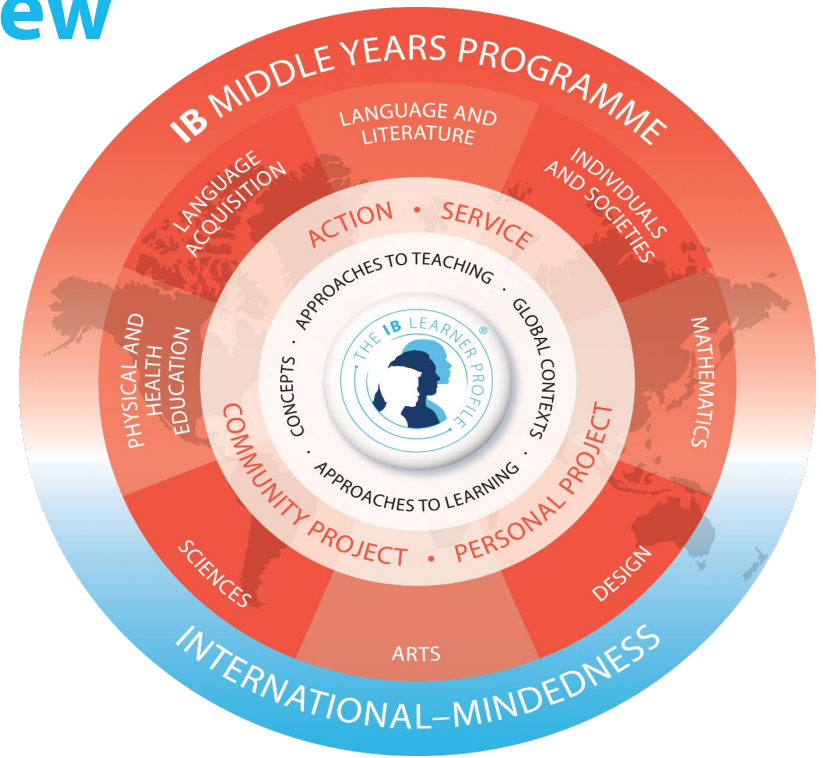 ew
IB MIDDLE YEARS PROGRAMME
LANGUAGE AND
LITERATURE
INDIVIDUALS
AND SOCIETIES
MATHEMATICS
DESIGN
ARTS
SCIENCES
PHYSICAL AND
HEALTH
EDUCATION
LANGUAGE
ACQUISITION
ACTION • SERVICE
PERSONAL PROJECT
•
COMMUNITY PROJECT
APPROACHES TO TEACHING
· GLOBAL CONTEXTS ·
APPROACHES TO LEARNING
· CONCEPTS ·
• THE IB LEARNER PROFILE • ®
INTERNATIONAL–MINDEDNESS